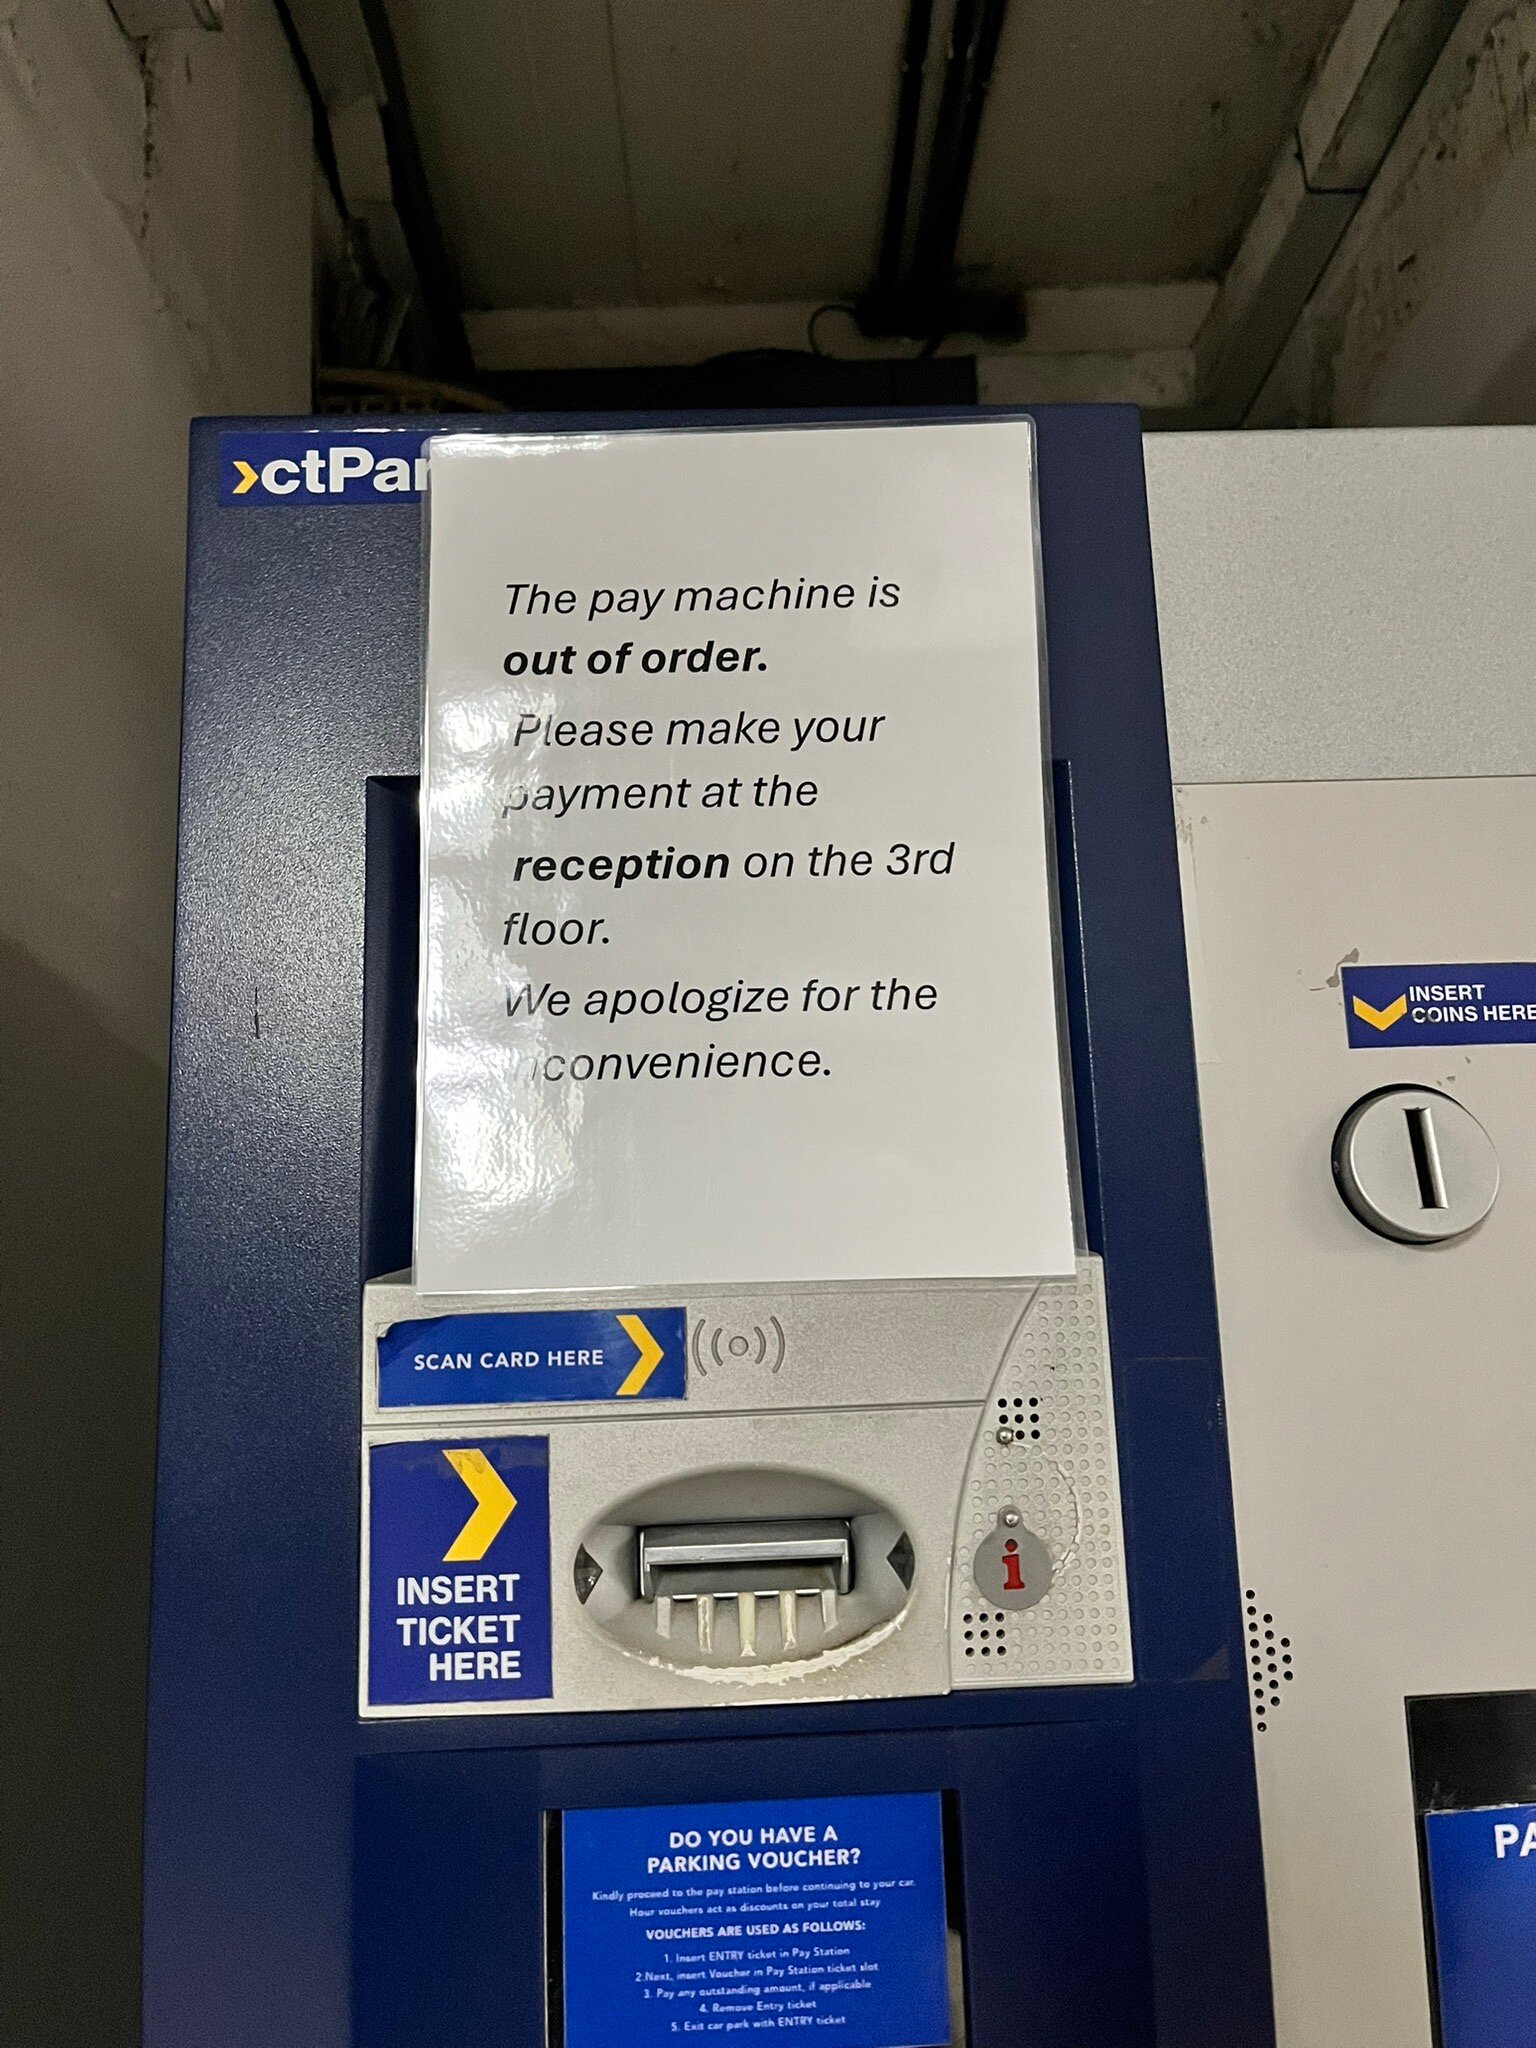 ctPar
The pay machine is
out of order.
Please make your
payment at the
reception on the 3rd
floor.
We apologize for the
inconvenience.
INSERT
COINS HERE
SCAN CARD HERE
INSERT
TICKET
HERE
i
DO YOU HAVE A
PARKING VOUCHER?
Kindly proceed to the pay station before continuing to your car.
Hour vouchers act as discounts on your total stay
VOUCHERS ARE USED AS FOLLOWS:
1. Insert ENTRY ticket in Pay Station
2.Next, insert Voucher in Pay Station ticket slot
3. Pay any outstanding amount, if applicable
4. Remove Entry ticket
5. Exit car park with ENTRY ticket
PA